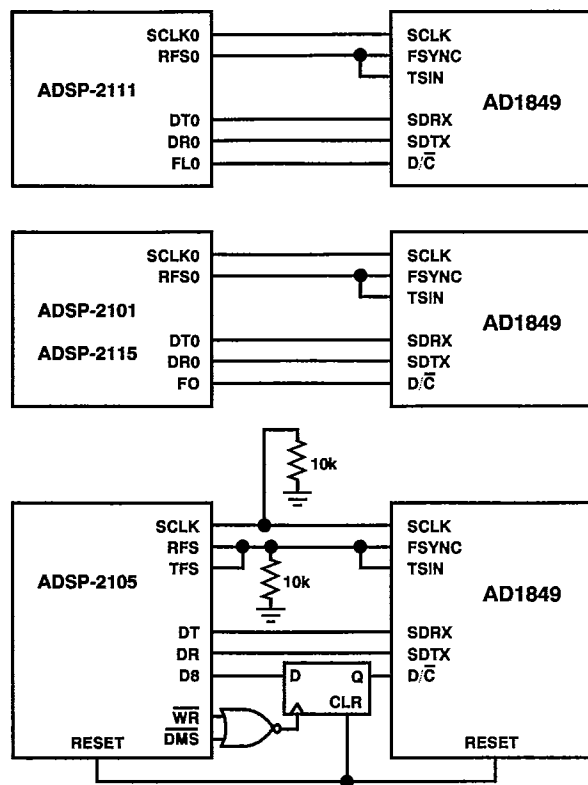 SCLK0
RFS0
ADSP-2111
DT0
DR0
FL0
SCLK
FSYNC
TSIN
AD1849
SDRX
SDTX
D/C̅
SCLK0
RFS0
ADSP-2101
ADSP-2115
DT0
DR0
FO
SCLK
FSYNC
TSIN
AD1849
SDRX
SDTX
D/C̅
10k
SCLK
RFS
TFS
ADSP-2105
DT
DR
D8
W̅R̅
D̅M̅S̅
RESET
10k
D Q
CLR
SCLK
FSYNC
TSIN
AD1849
SDRX
SDTX
D/C̅
RESET